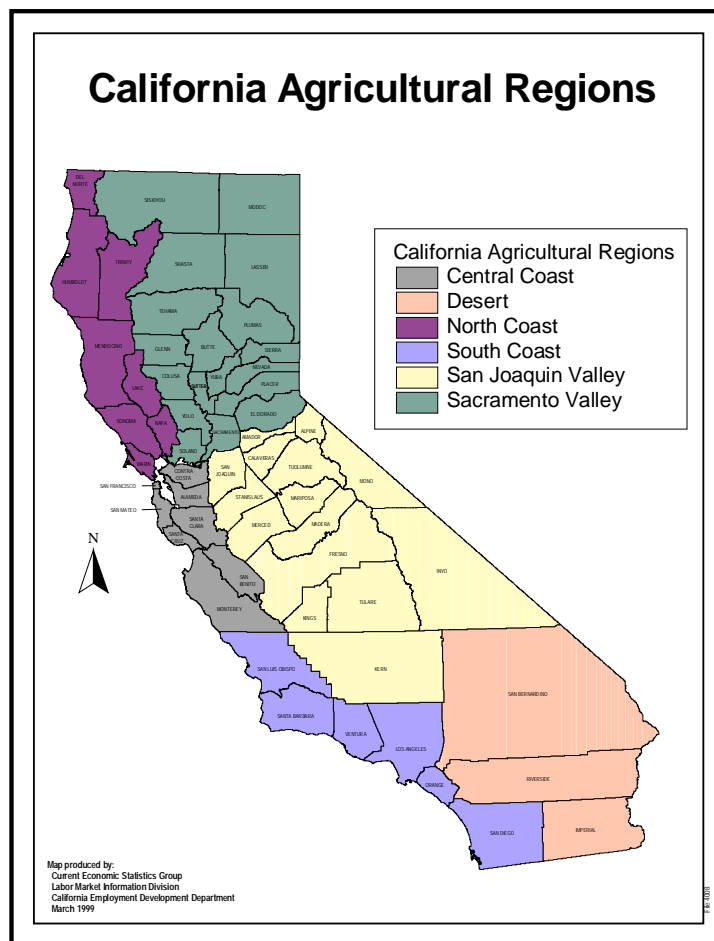 California Agricultural Regions
DEL
NORTE
SISKIYOU
MODOC
TRINITY
SHASTA
LASSEN
HUMBOLDT
TEHAMA
PLUMAS
MENDOCINO
GLENN
BUTTE
SIERRA
NEVADA
COLUSA
YUBA
PLACER
LAKE
SUTTER
YOLO
EL DORADO
SONOMA
NAPA
SACRAMENTO
ALPINE
AMADOR
SOLANO
MARIN
CALAVERAS
SAN
JOAQUIN
TUOLUMNE
CONTRA
COSTA
MONO
SAN FRANCISCO
ALAMEDA
STANISLAUS
MARIPOSA
SAN MATEO
SANTA
CLARA
MERCED
MADERA
SANTA
CRUZ
FRESNO
INYO
SAN
BENITO
TULARE
MONTEREY
KINGS
SAN LUIS OBISPO
KERN
SAN BERNARDINO
SANTA BARBARA
VENTURA
LOS ANGELES
RIVERSIDE
ORANGE
SAN DIEGO
IMPERIAL
California Agricultural Regions
Central Coast
Desert
North Coast
South Coast
San Joaquin Valley
Sacramento Valley
N
Map produced by:
Current Economic Statistics Group
Labor Market Information Division
California Employment Development Department
March 1999